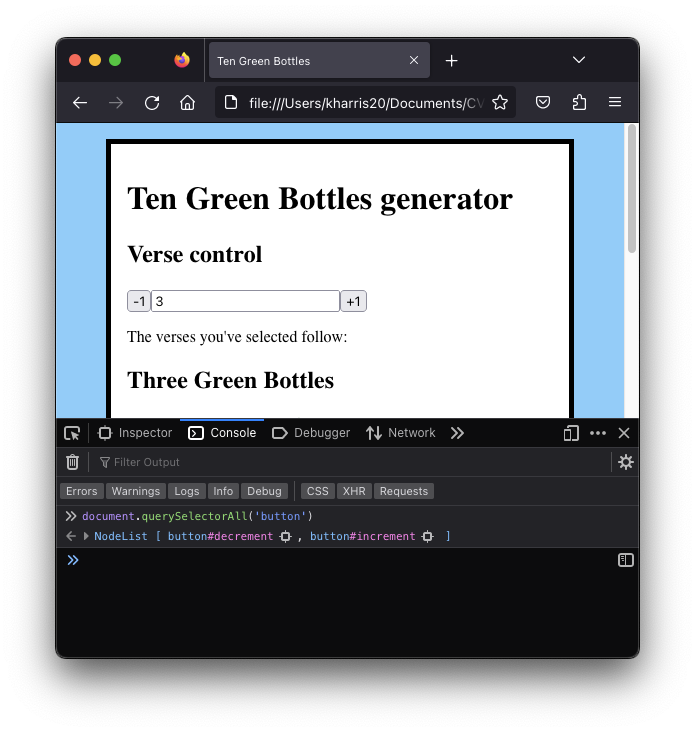 Ten Green Bottles
file:///Users/kharris20/Documents/CV
Ten Green Bottles generator
Verse control
-1 3 +1
The verses you've selected follow:
Three Green Bottles
Inspector Console Debugger Network
Filter Output
Errors Warnings Logs Info Debug CSS XHR Requests
document.querySelectorAll('button')
NodeList [ button#decrement , button#increment ]